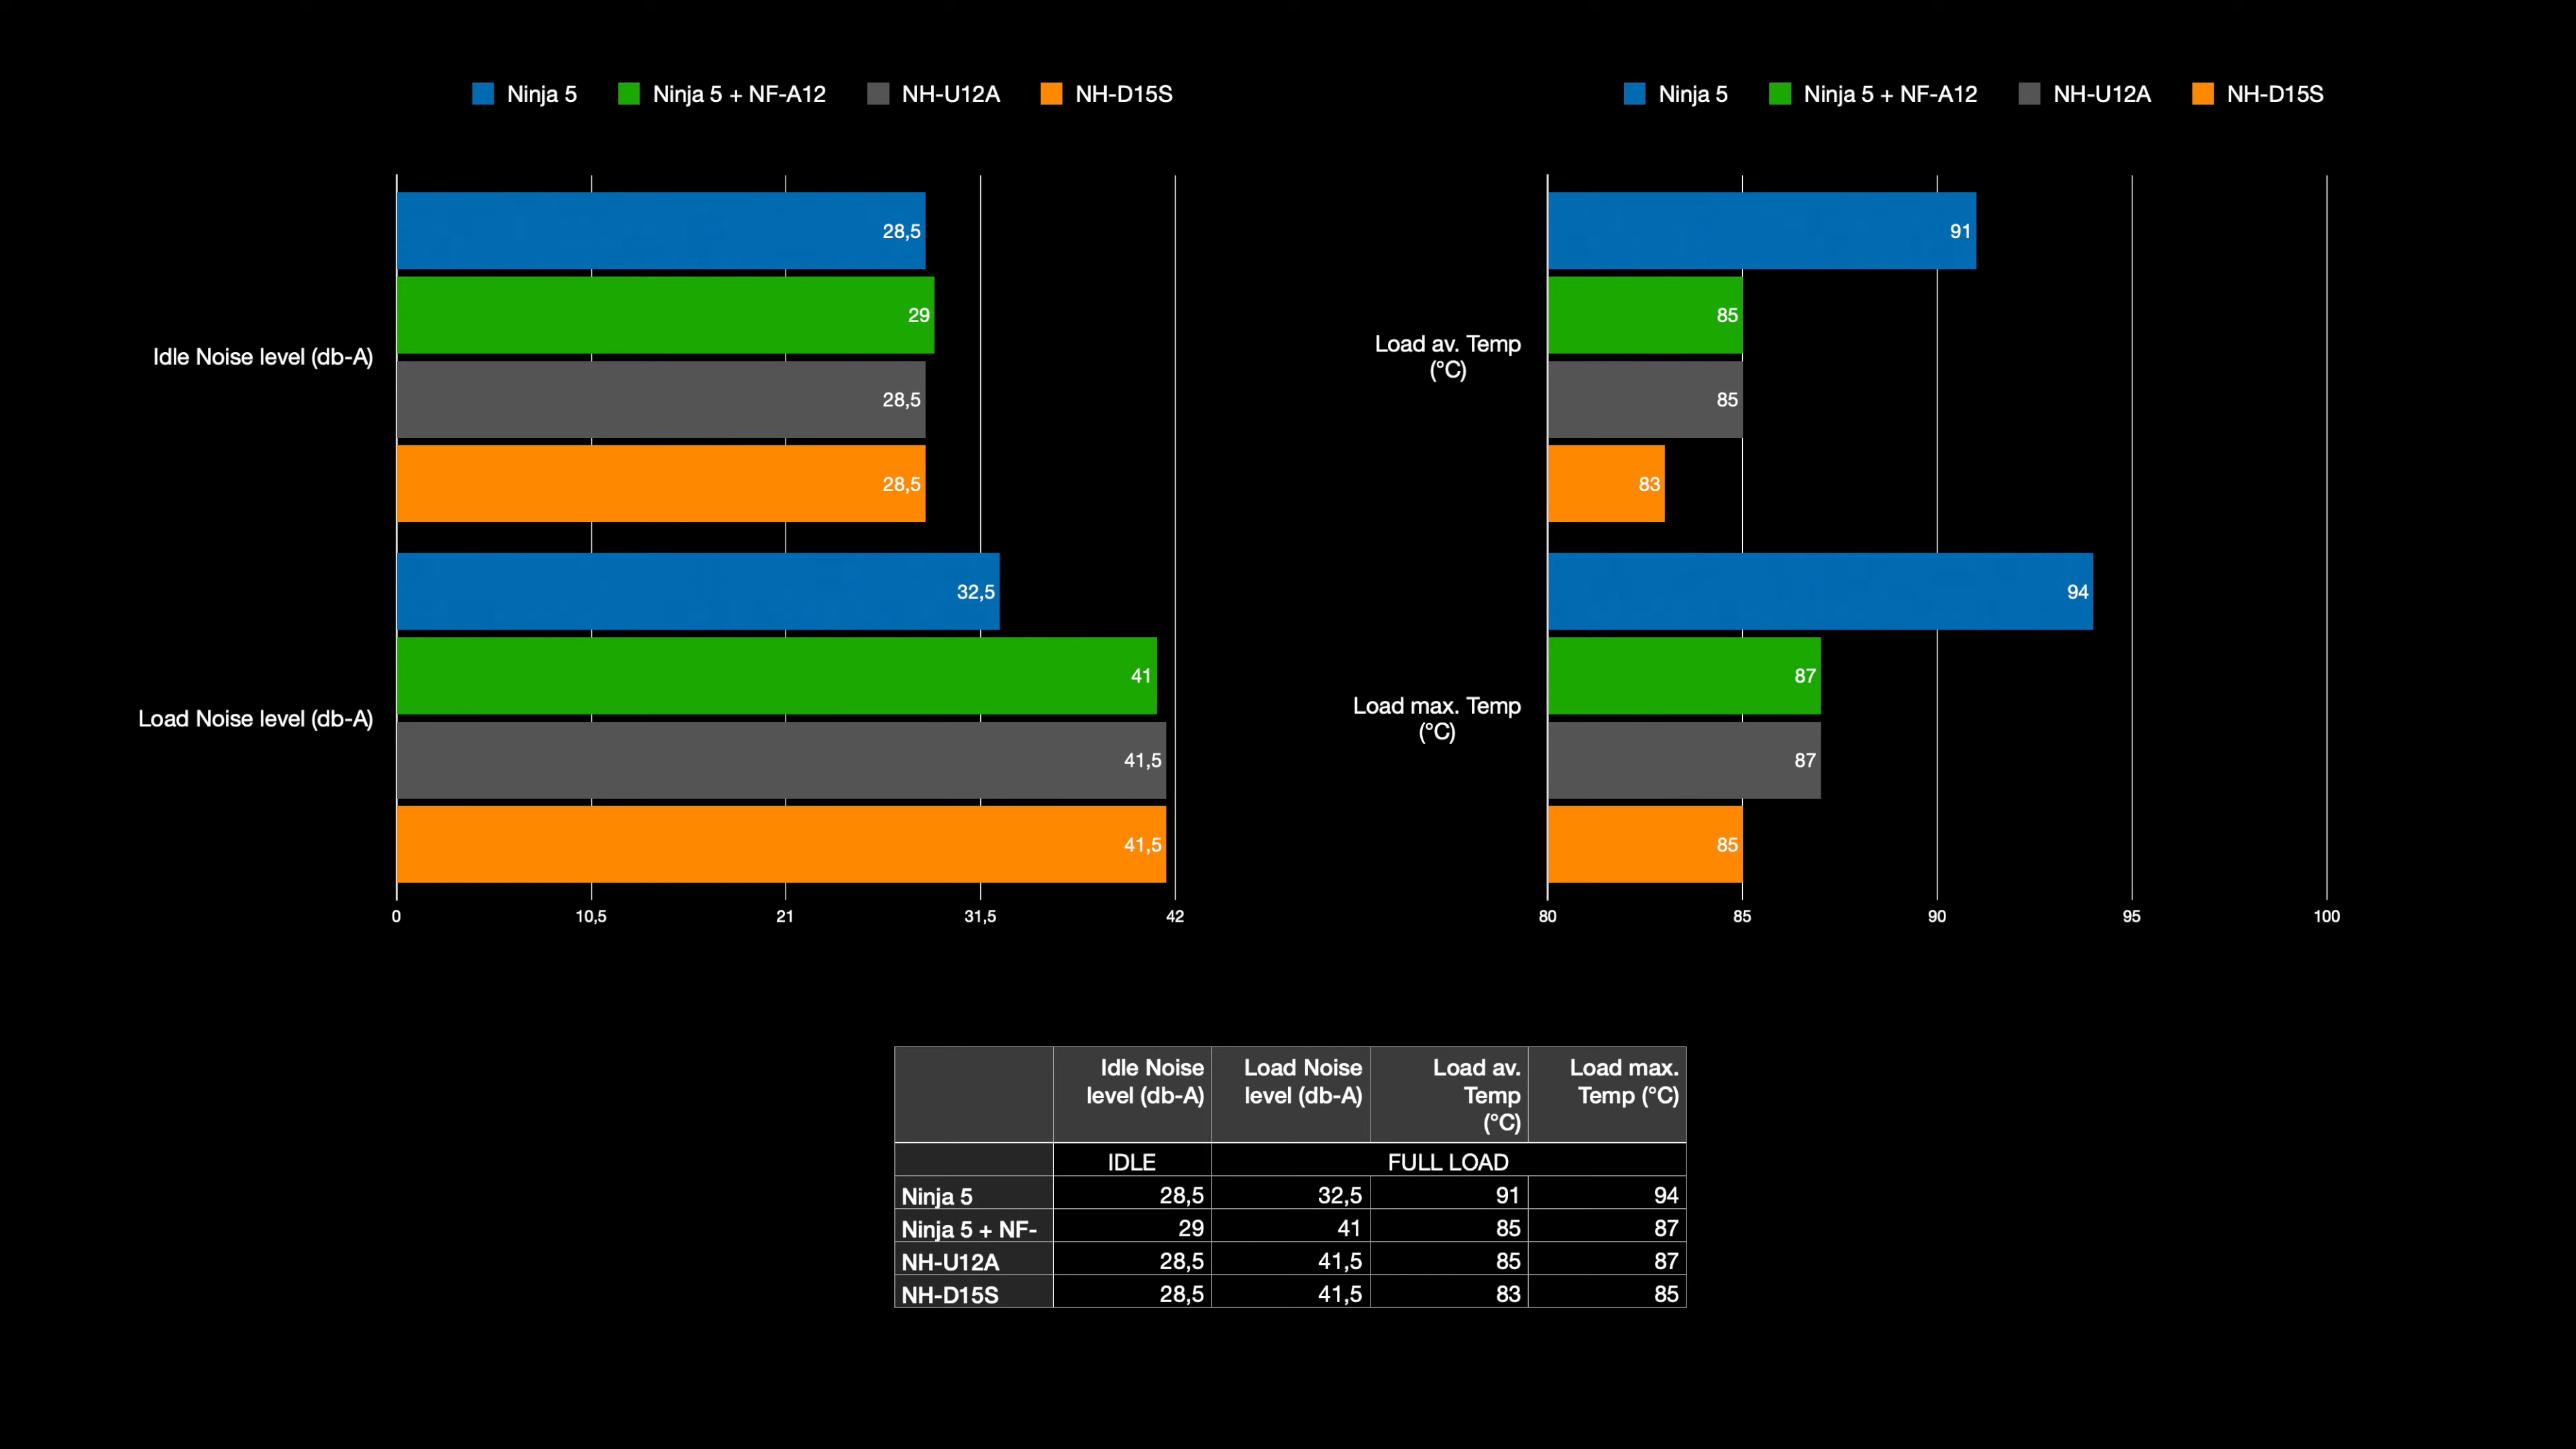 Ninja 5 Ninja 5 + NF-A12 NH-U12A NH-D15S
Idle Noise level (db-A)
28,5
29
28,5
28,5
Load Noise level (db-A)
32,5
41
41,5
41,5
0 10,5 21 31,5 42
Ninja 5 Ninja 5 + NF-A12 NH-U12A NH-D15S
Load av. Temp
(°C)
91
85
85
83
Load max. Temp
(°C)
94
87
87
85
80 85 90 95 100
Idle Noise level (db-A) Load Noise level (db-A) Load av. Temp (°C) Load max. Temp (°C)
IDLE FULL LOAD
Ninja 5 28,5 32,5 91 94
Ninja 5 + NF- 29 41 85 87
NH-U12A 28,5 41,5 85 87
NH-D15S 28,5 41,5 83 85